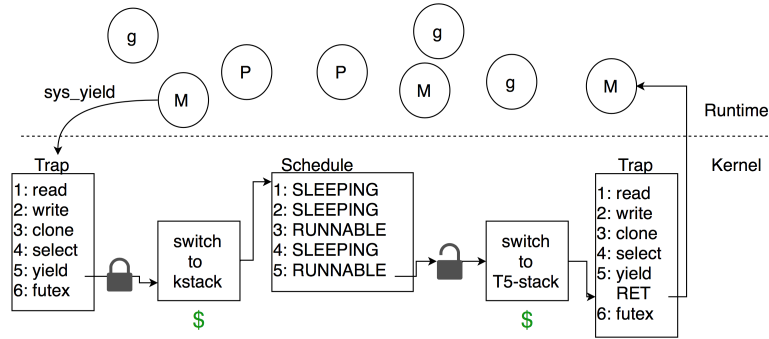 g
g
P
P
M
M
g
M
sys_yield
Runtime
Trap
Schedule
Trap
Kernel
1: read
2: write
3: clone
4: select
5: yield
6: futex
switch
to
kstack
$
1: SLEEPING
2: SLEEPING
3: RUNNABLE
4: SLEEPING
5: RUNNABLE
switch
to
T5-stack
$
1: read
2: write
3: clone
4: select
5: yield
RET
6: futex